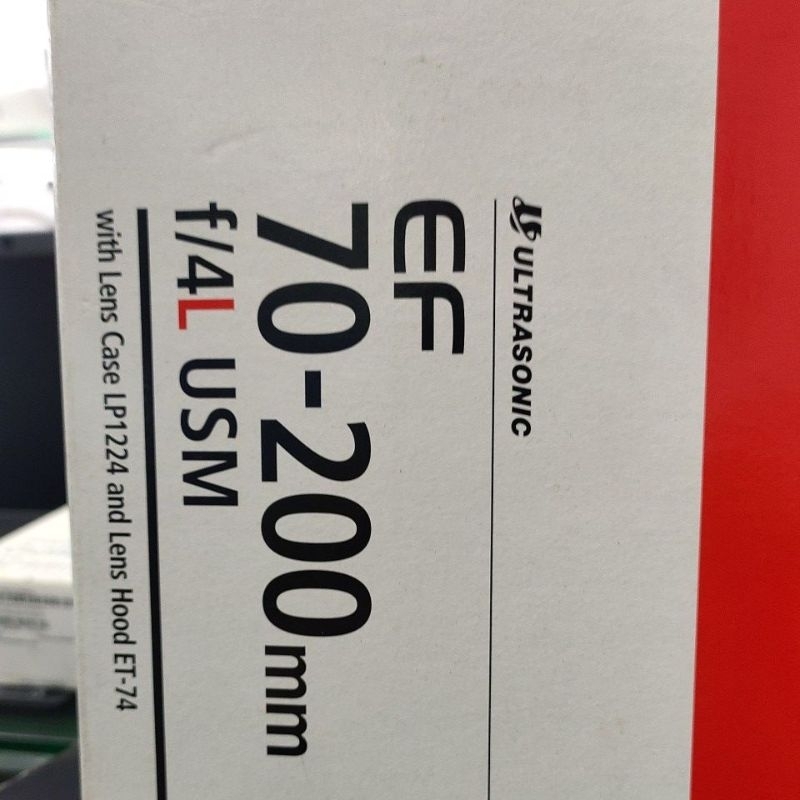 ULTRASONIC
EF
70-200mm
f/4L USM
with Lens Case LP1224 and Lens Hood ET-74